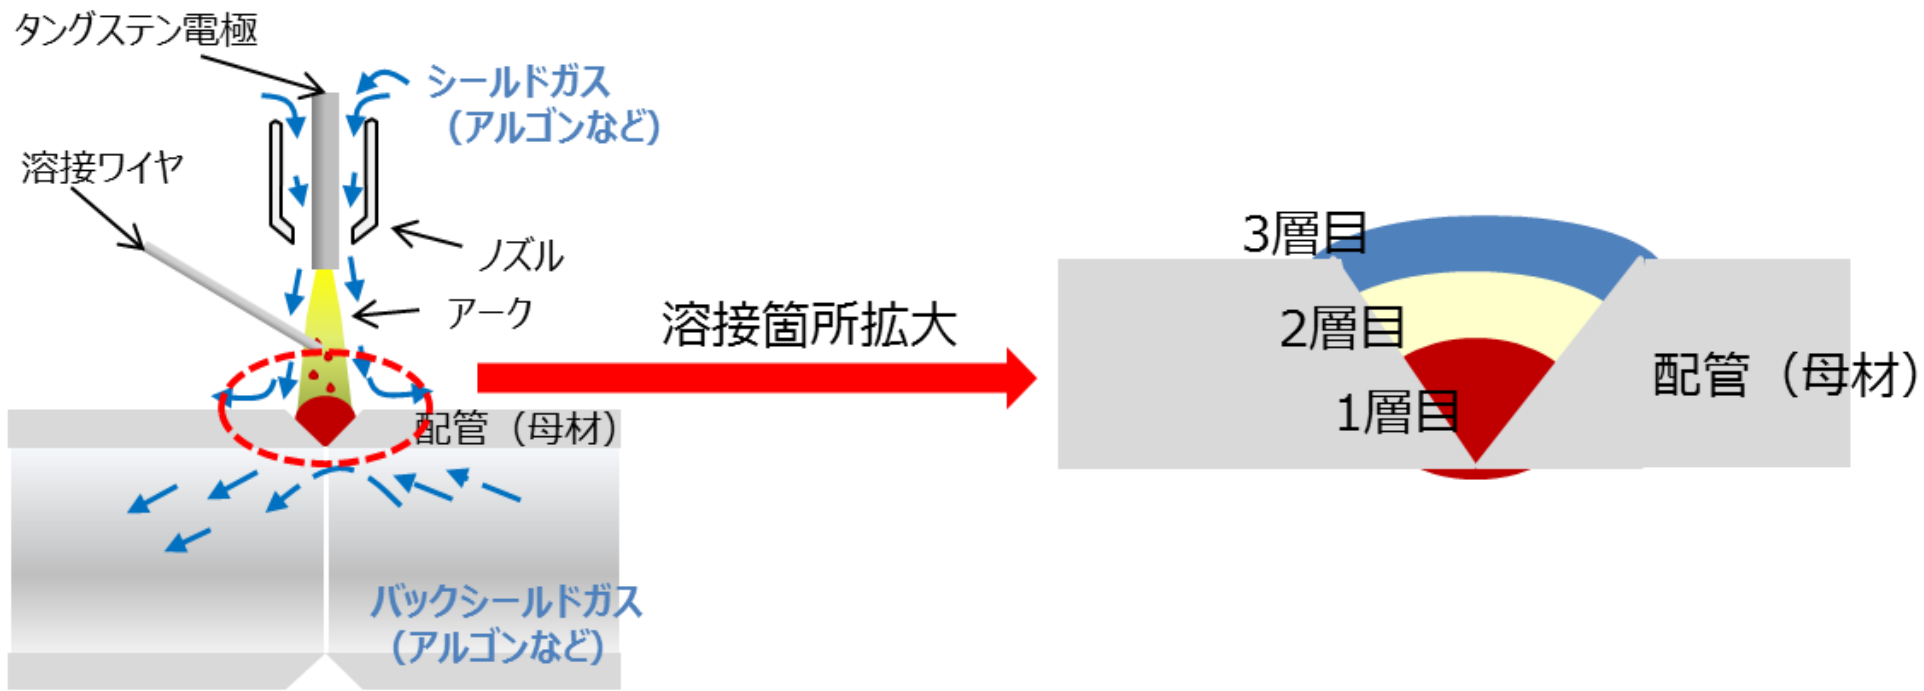 タングステン電極
シールドガス
(アルゴンなど)
溶接ワイヤ
ノズル
アーク
配管（母材）
バックシールドガス
(アルゴンなど)
溶接箇所拡大
3層目
2層目
1層目
配管（母材）